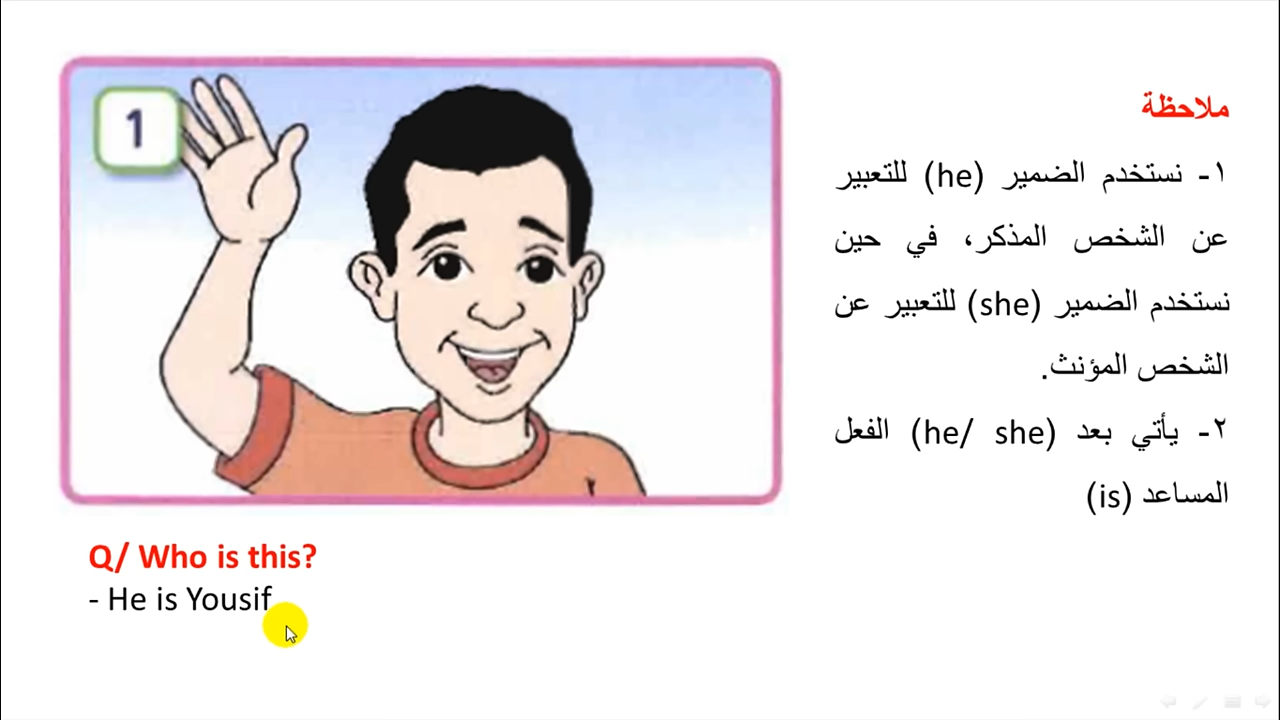 1
ملاحظة
١- نستخدم الضمير (he) للتعبير
عن الشخص المذكر، في حين
نستخدم الضمير (she) للتعبير عن
الشخص المؤنث.
٢- يأتي بعد (he/ she) الفعل
المساعد (is)
Q/ Who is this?
- He is Yousif